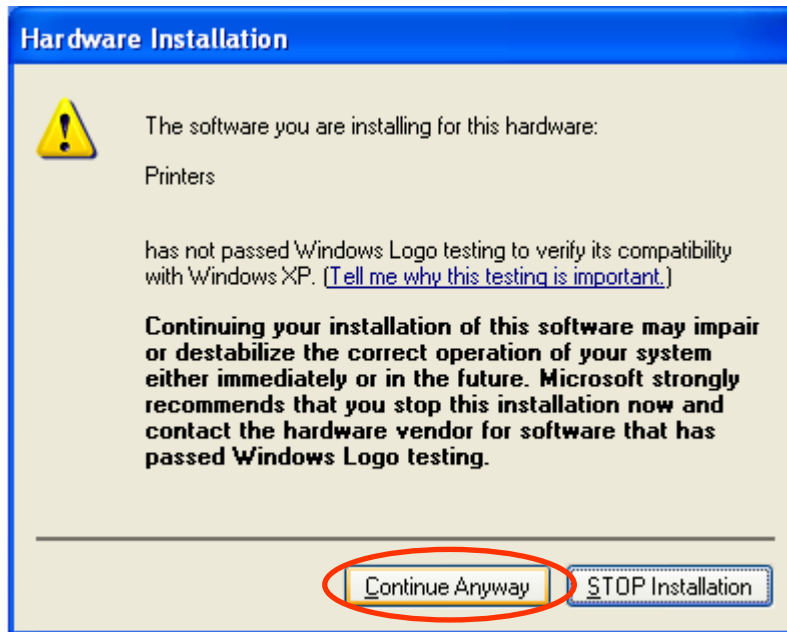 Hardware Installation
The software you are installing for this hardware:
Printers
has not passed Windows Logo testing to verify its compatibility
with Windows XP. (Tell me why this testing is important.)
Continuing your installation of this software may impair
or destabilize the correct operation of your system
either immediately or in the future. Microsoft strongly
recommends that you stop this installation now and
contact the hardware vendor for software that has
passed Windows Logo testing.
Continue Anyway
STOP Installation